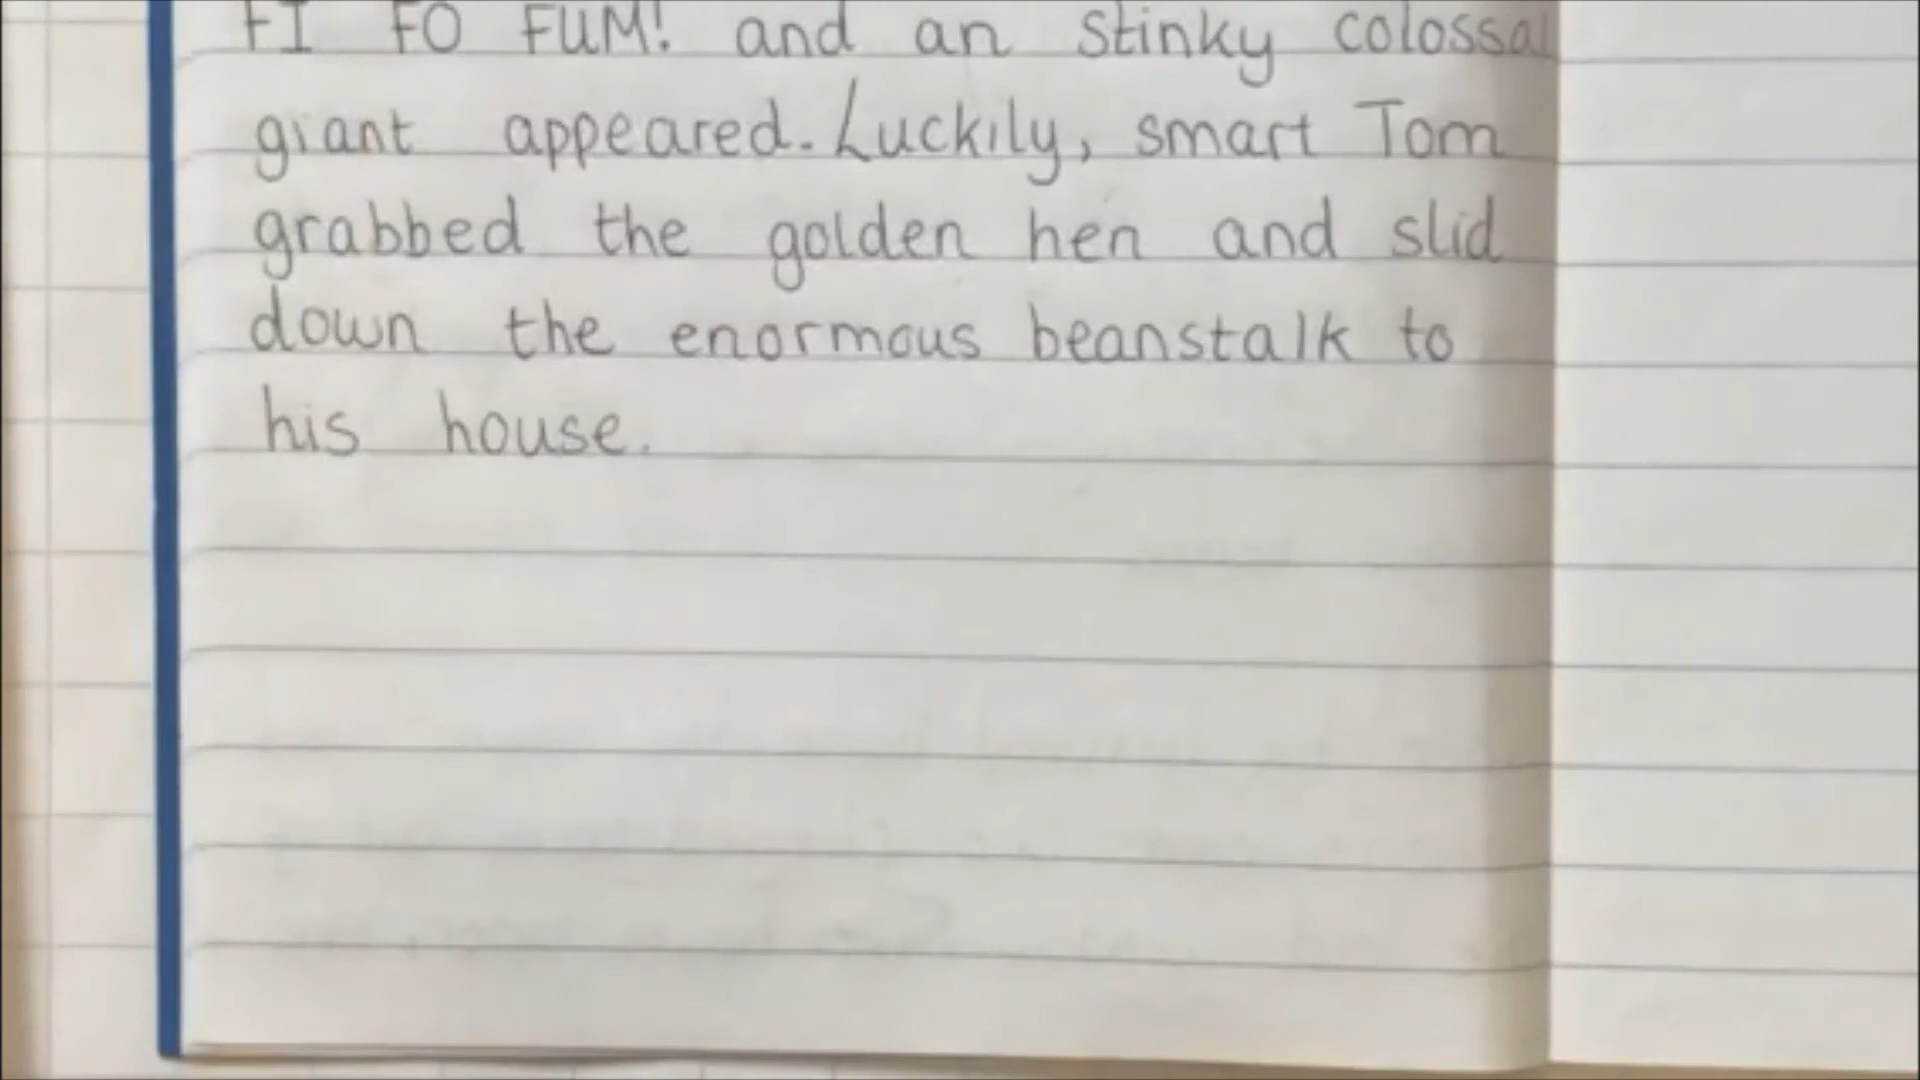 FI FO FUM! and an stinky colossal
giant appeared. Luckily, smart Tom
grabbed the golden hen and slid
down the enormous beanstalk to
his house.